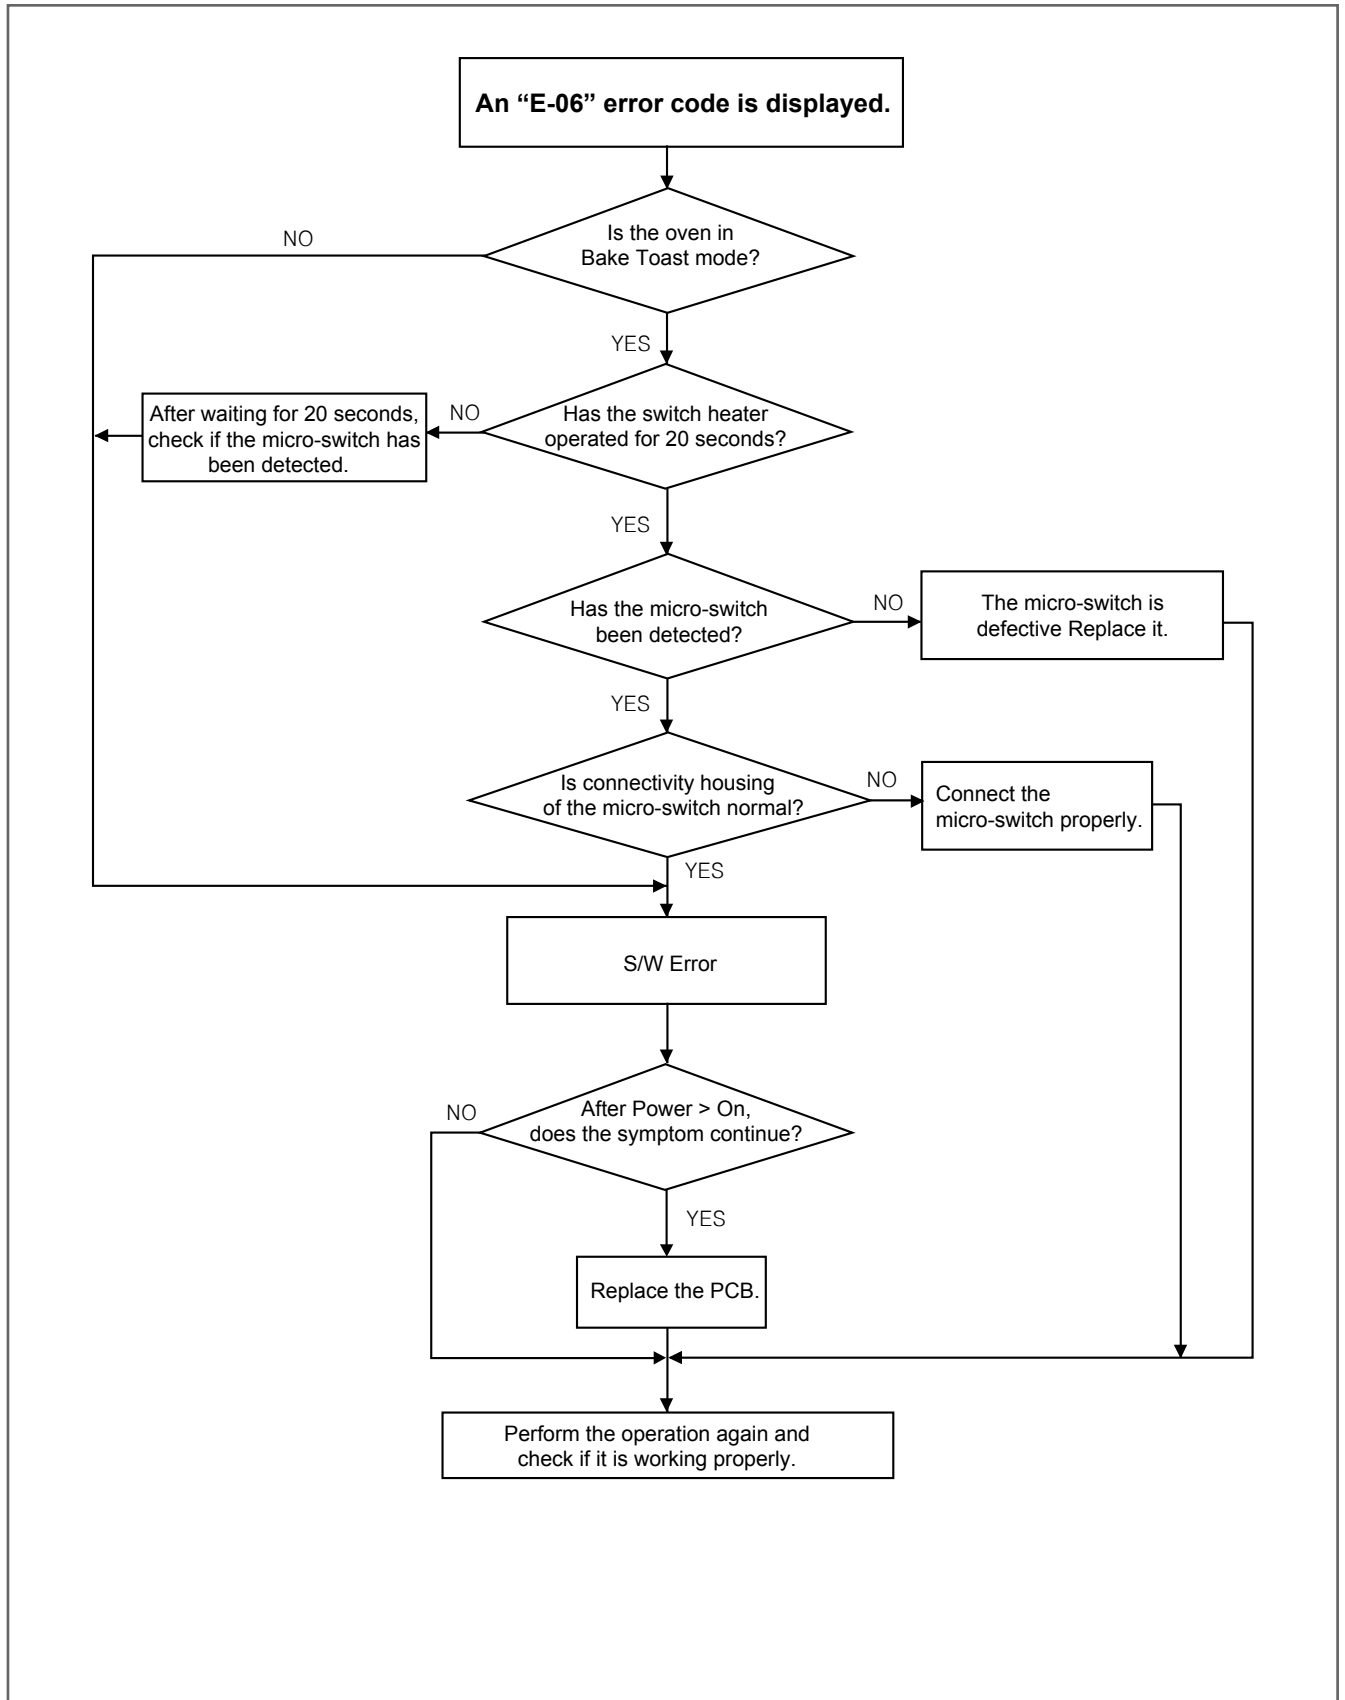 An “E-06” error code is displayed.
Is the oven in
Bake Toast mode?
NO
YES
Has the switch heater
operated for 20 seconds?
NO
After waiting for 20 seconds,
check if the micro-switch has
been detected.
YES
Has the micro-switch
been detected?
NO
The micro-switch is
defective Replace it.
YES
Is connectivity housing
of the micro-switch normal?
NO
Connect the
micro-switch properly.
YES
S/W Error
After Power > On,
does the symptom continue?
NO
YES
Replace the PCB.
Perform the operation again and
check if it is working properly.